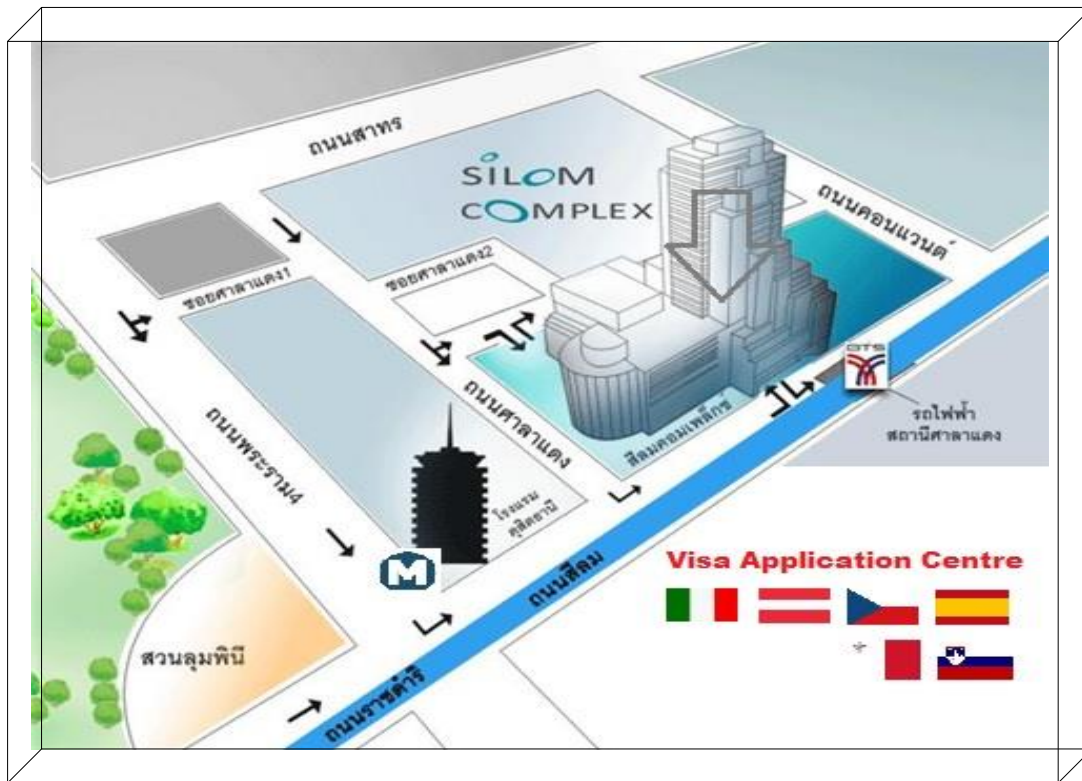 ถนนสาทร
SILOM
COMPLEX
ถนนคอนแวนต์
ซอยศาลาแดง1
ซอยศาลาแดง2
BTS
รถไฟฟ้า
สถานีศาลาแดง
ถนนศาลาแดง
สีลมคอมเพล็กซ์
ถนนพระราม4
โรงแรม
ดุสิตธานี
M
ถนนสีลม
Visa Application Centre
สวนลุมพินี
ถนนราชดำริ